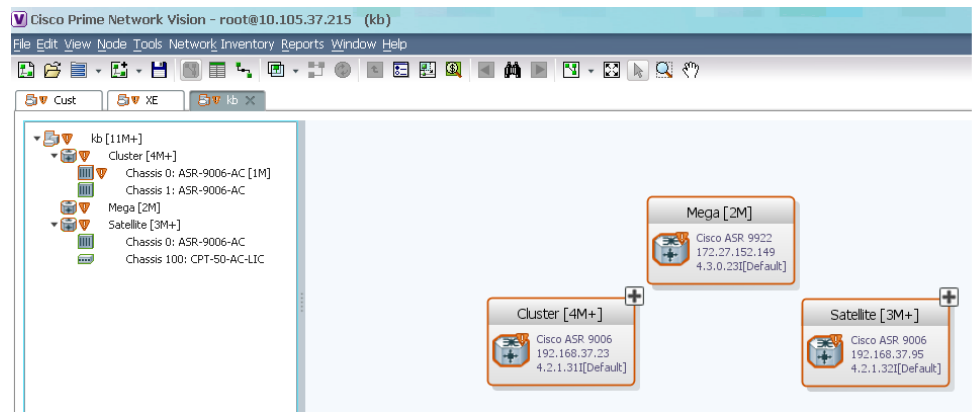 Cisco Prime Network Vision - root@10.105.37.215 (kb)
File Edit View Node Tools Network Inventory Reports Window Help
Cust
XE
kb
kb [11M+]
Cluster [4M+]
Chassis 0: ASR-9006-AC [1M]
Chassis 1: ASR-9006-AC
Mega [2M]
Satellite [3M+]
Chassis 0: ASR-9006-AC
Chassis 100: CPT-50-AC-LIC
Mega [2M]
Cisco ASR 9922
172.27.152.149
4.3.0.23I[Default]
Cluster [4M+]
Cisco ASR 9006
192.168.37.23
4.2.1.31I[Default]
Satellite [3M+]
Cisco ASR 9006
192.168.37.95
4.2.1.32I[Default]